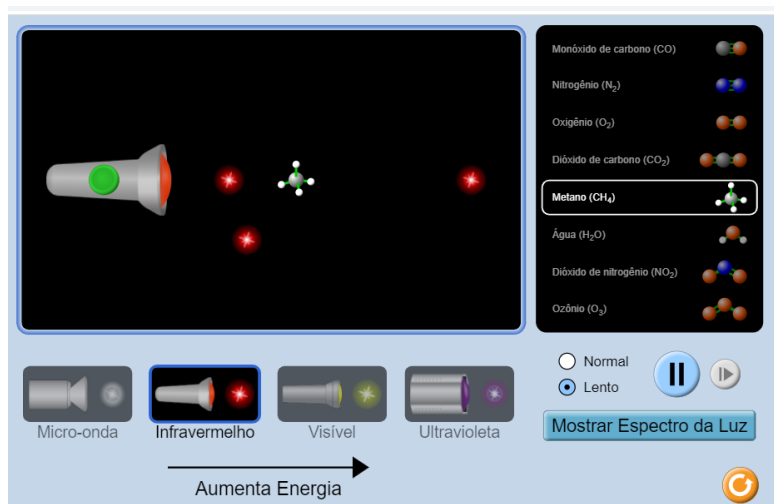 Monóxido de carbono (CO)
Nitrogênio (N₂)
Oxigênio (O₂)
Dióxido de carbono (CO₂)
Metano (CH₄)
Água (H₂O)
Dióxido de nitrogênio (NO₂)
Ozônio (O₃)
Normal
Lento
Mostrar Espectro da Luz
Micro-onda
Infravermelho
Visível
Ultravioleta
Aumenta Energia